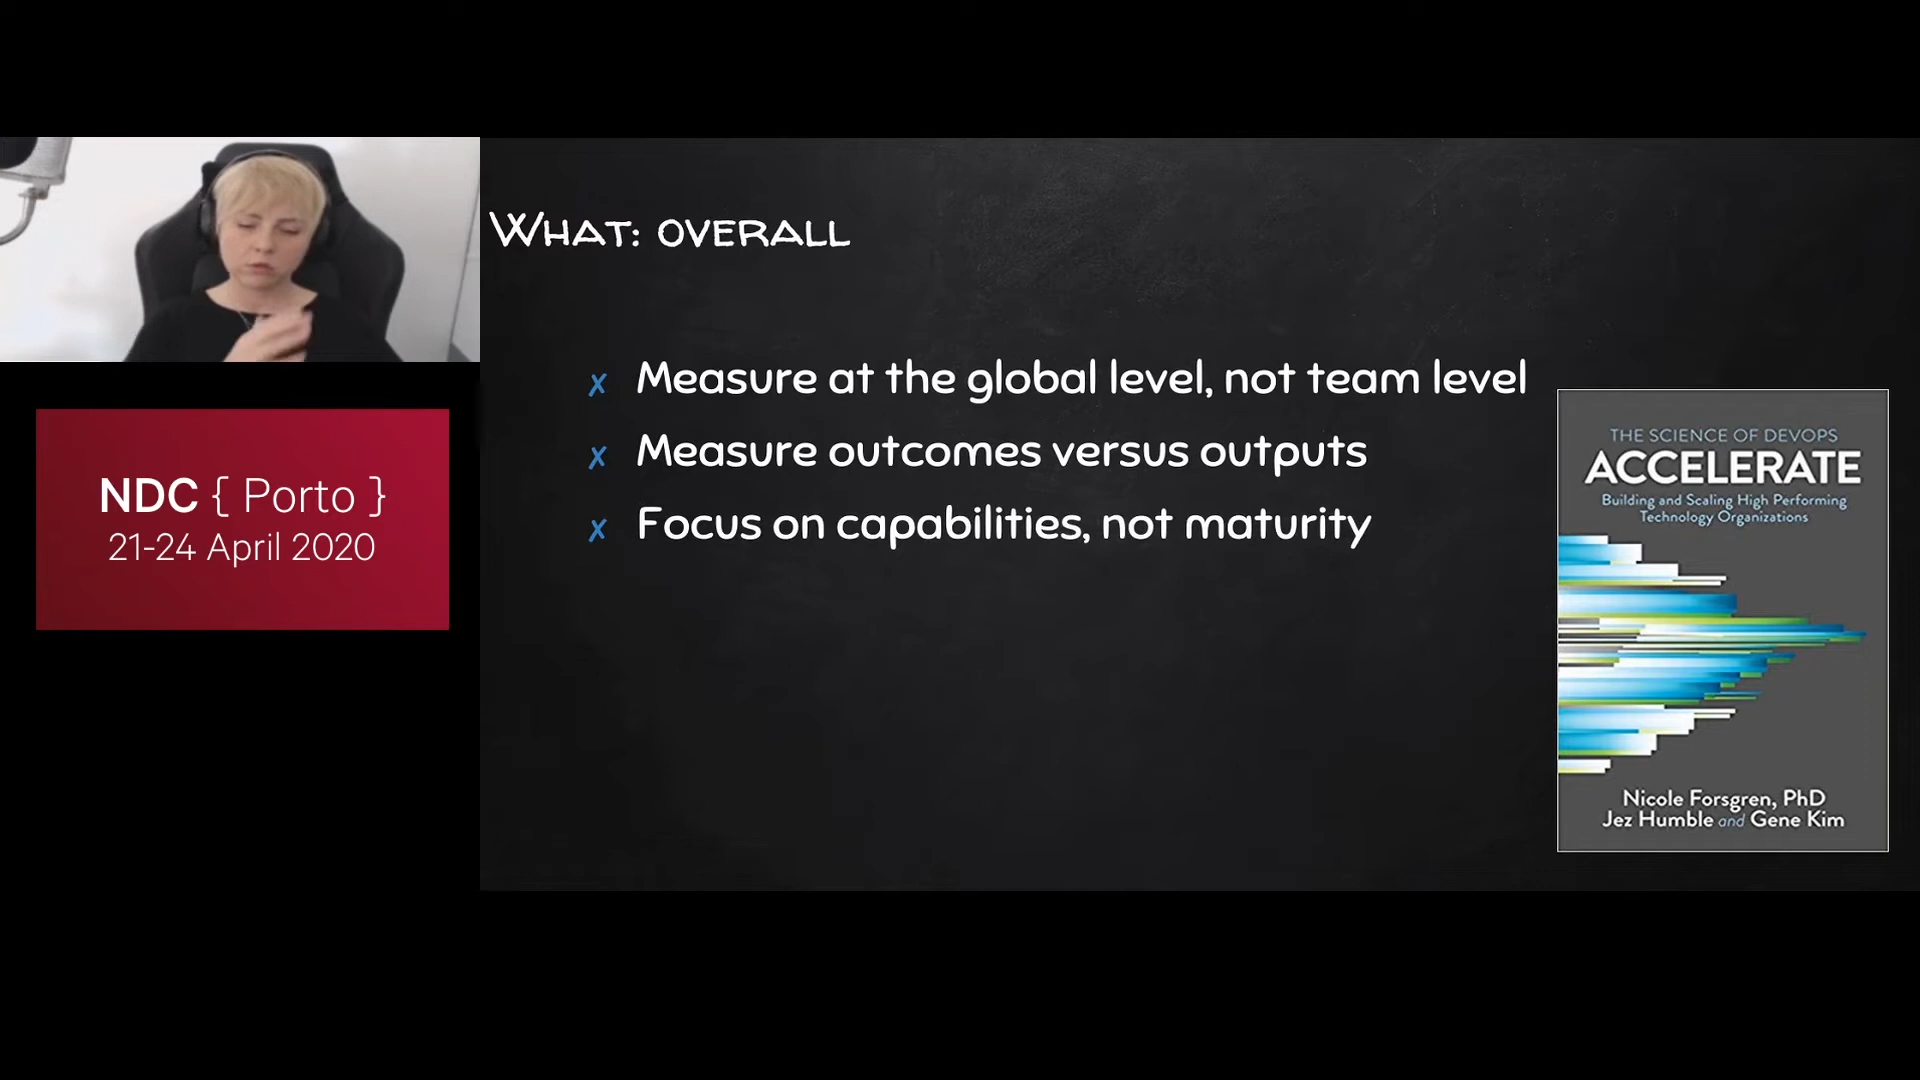 What: overall
x Measure at the global level, not team level
x Measure outcomes versus outputs
x Focus on capabilities, not maturity
NDC { Porto }
21-24 April 2020
THE SCIENCE OF DEVOPS
ACCELERATE
Building and Scaling High Performing
Technology Organizations
Nicole Forsgren, PhD
Jez Humble and Gene Kim